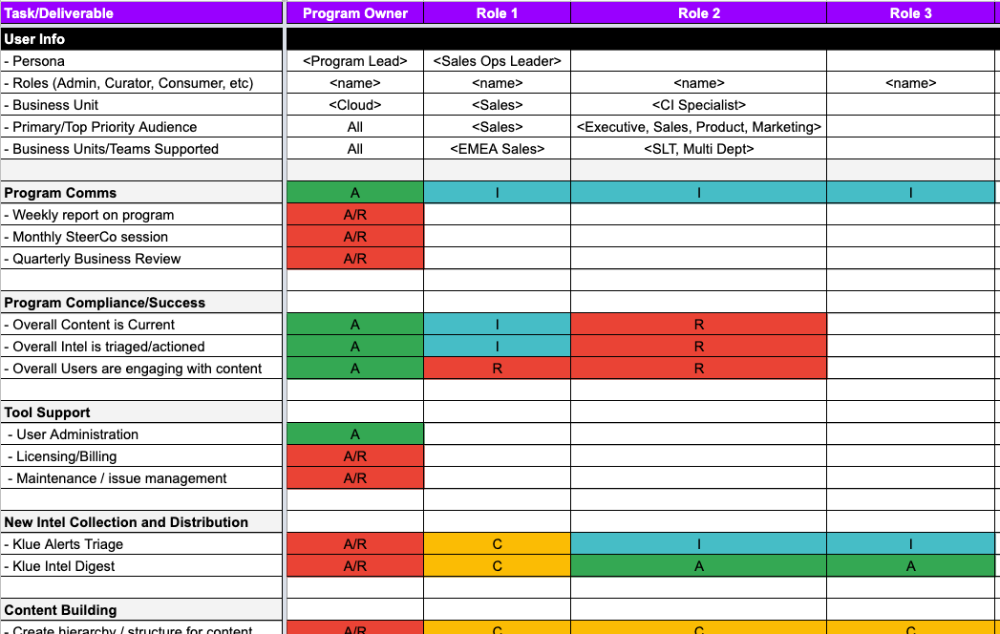 Task/Deliverable Program Owner Role 1 Role 2 Role 3
User Info
- Persona <Program Lead> <Sales Ops Leader>
- Roles (Admin, Curator, Consumer, etc) <name> <name> <name> <name>
- Business Unit <Cloud> <Sales> <CI Specialist>
- Primary/Top Priority Audience All <Sales> <Executive, Sales, Product, Marketing>
- Business Units/Teams Supported All <EMEA Sales> <SLT, Multi Dept>
Program Comms A I I I
- Weekly report on program A/R
- Monthly SteerCo session A/R
- Quarterly Business Review A/R
Program Compliance/Success
- Overall Content is Current A I R
- Overall Intel is triaged/actioned A I R
- Overall Users are engaging with content A R R
Tool Support
- User Administration A
- Licensing/Billing A/R
- Maintenance / issue management A/R
New Intel Collection and Distribution
- Klue Alerts Triage A/R C I I
- Klue Intel Digest A/R C A A
Content Building
- Create hierarchy / structure for content A/R C C C